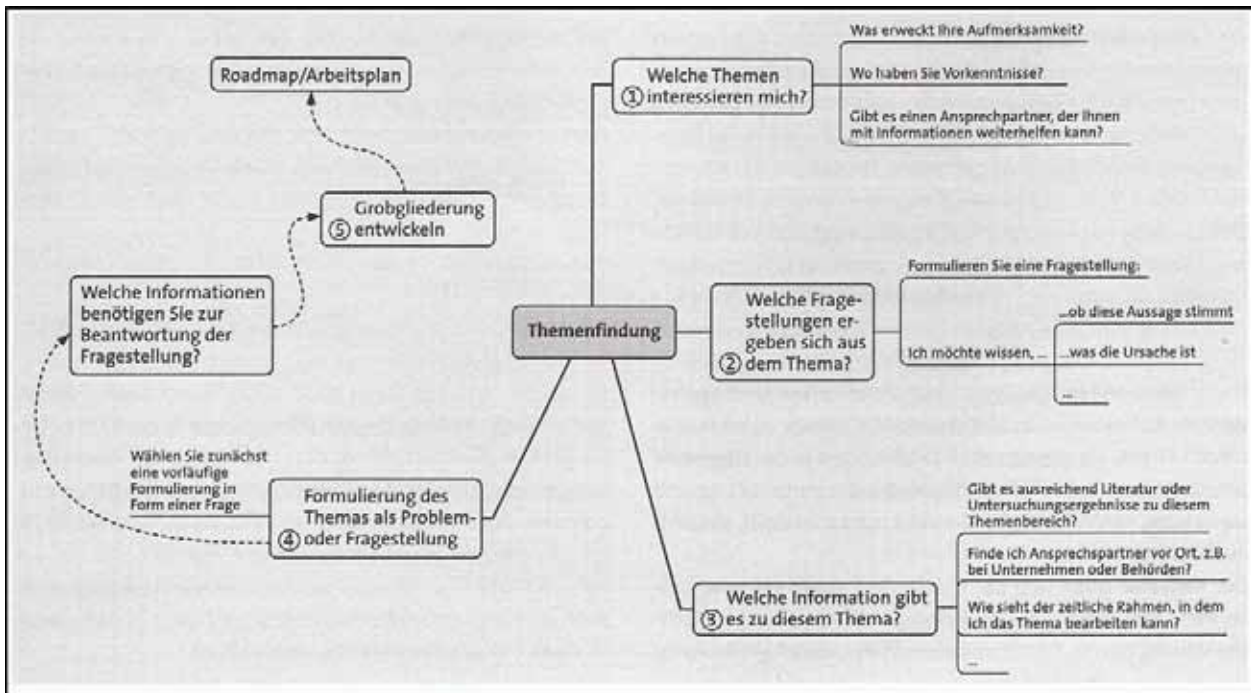 Roadmap/Arbeitsplan
Welche Themen
① interessieren mich?
Was erweckt Ihre Aufmerksamkeit?
Wo haben Sie Vorkenntnisse?
Gibt es einen Ansprechpartner, der Ihnen
mit Informationen weiterhelfen kann?
...
Grobgliederung
⑤ entwickeln
Welche Informationen
benötigen Sie zur
Beantwortung der
Fragestellung?
Themenfindung
Welche Frage-
stellungen er-
geben sich aus
② dem Thema?
Formulieren Sie eine Fragestellung:
Ich möchte wissen, ...
...ob diese Aussage stimmt
...was die Ursache ist
...
Wählen Sie zunächst
eine vorläufige
Formulierung in
Form einer Frage
Formulierung des
Themas als Problem-
④ oder Fragestellung
Welche Information gibt
③ es zu diesem Thema?
Gibt es ausreichend Literatur oder
Untersuchungsergebnisse zu diesem
Themenbereich?
Finde ich Ansprechspartner vor Ort, z.B.
bei Unternehmen oder Behörden?
Wie sieht der zeitliche Rahmen, in dem
ich das Thema bearbeiten kann?
...